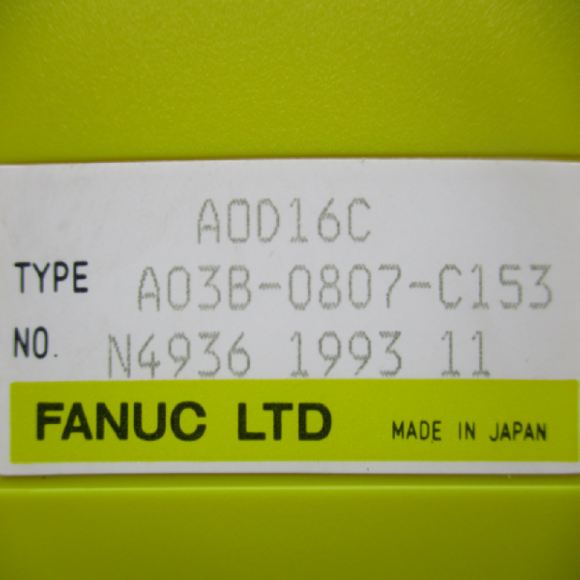 AOD16C
TYPE A03B-0807-C153
NO. N4936 1993 11
FANUC LTD MADE IN JAPAN